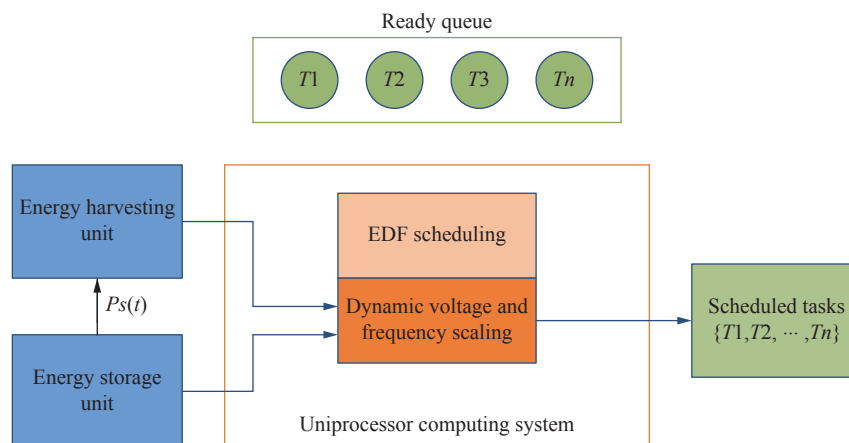 Ready queue
T1 T2 T3 Tn
Energy harvesting
unit
EDF scheduling
Ps(t)
Dynamic voltage and
frequency scaling
Scheduled tasks
{T1,T2, ··· ,Tn}
Energy storage
unit
Uniprocessor computing system